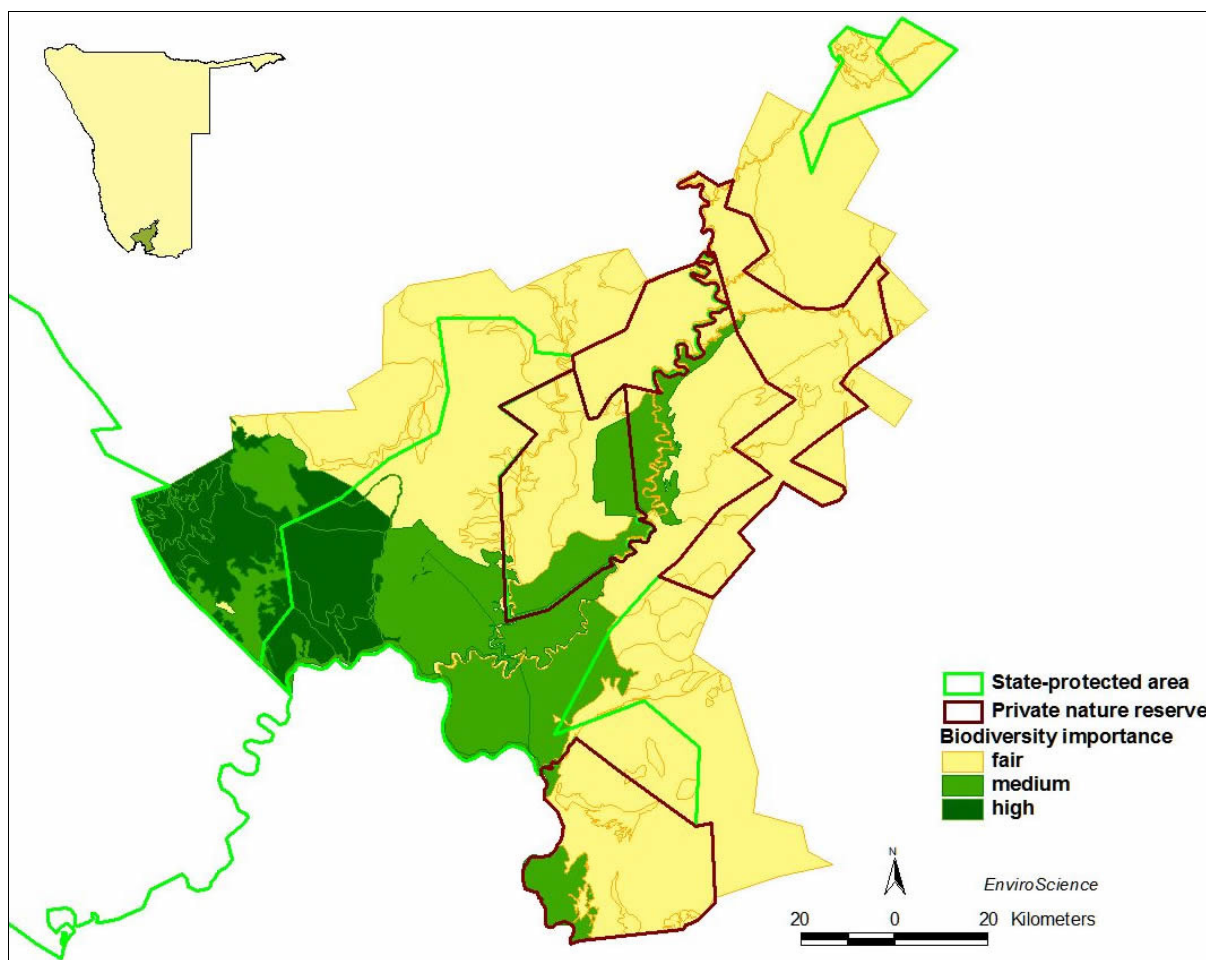 State-protected area
Private nature reserve
Biodiversity importance
fair
medium
high
N
EnviroScience
20 0 20 Kilometers